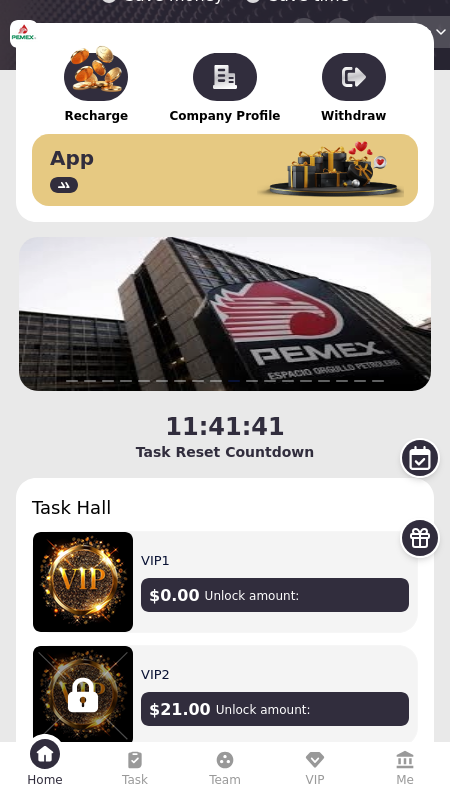 PEMEX
Recharge
Company Profile
Withdraw
App
PEMEX
ESPACIO ORGULLO PETROLERO
11:41:41
Task Reset Countdown
Task Hall
VIP
VIP1
$0.00 Unlock amount:
VIP
VIP2
$21.00 Unlock amount:
Home
Task
Team
VIP
Me